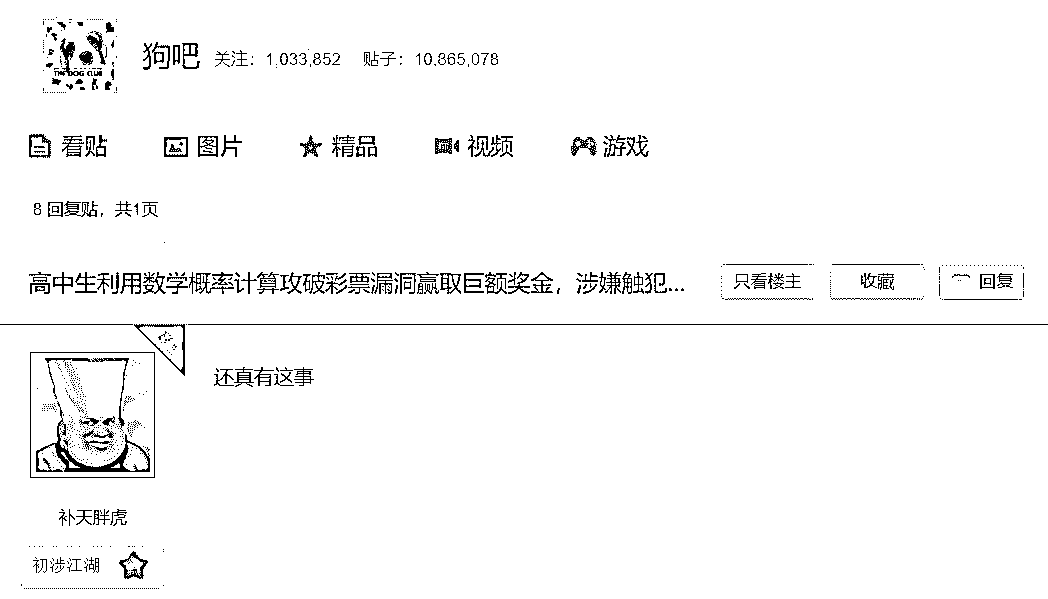 THE DOG CLUB
狗吧 关注：1,033,852 贴子：10,865,078
看贴 图片 精品 视频 游戏
8 回复贴，共1页
高中生利用数学概率计算攻破彩票漏洞赢取巨额奖金，涉嫌触犯... 只看楼主 收藏 回复
还真有这事
补天胖虎
初涉江湖